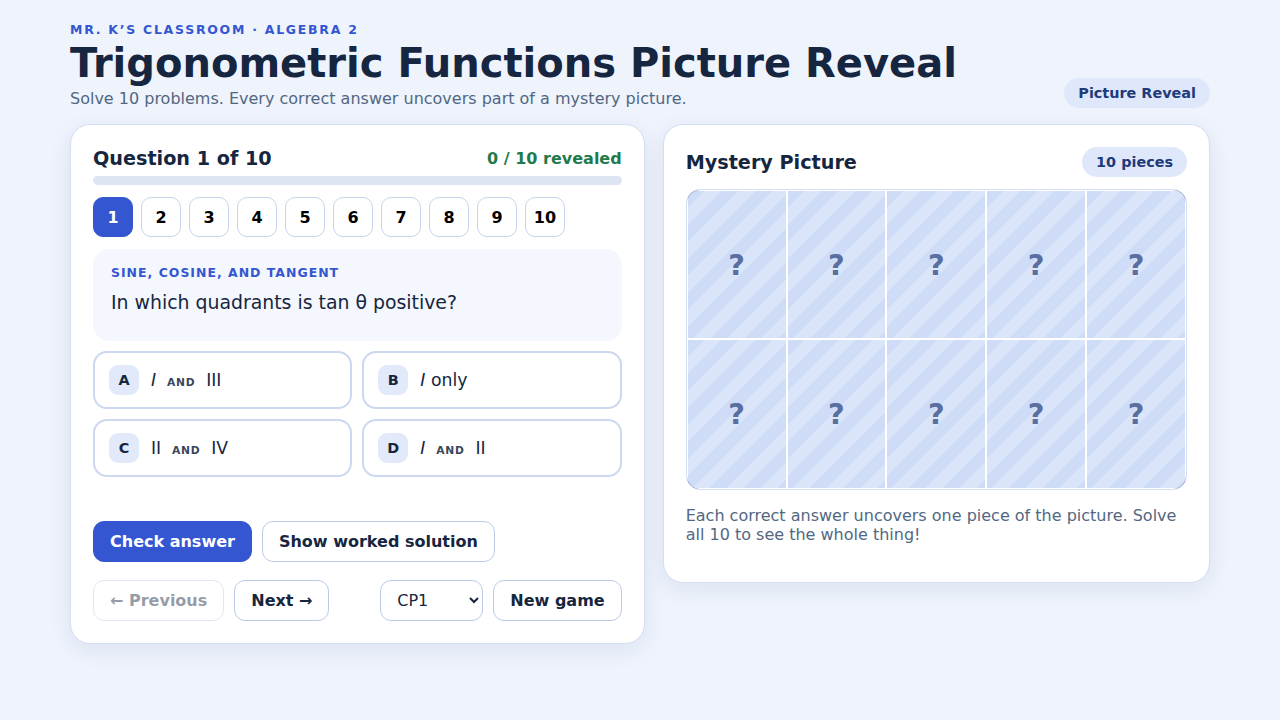 MR. K’S CLASSROOM · ALGEBRA 2
Trigonometric Functions Picture Reveal
Solve 10 problems. Every correct answer uncovers part of a mystery picture.
Picture Reveal
Question 1 of 10
0 / 10 revealed
1 2 3 4 5 6 7 8 9 10
SINE, COSINE, AND TANGENT
In which quadrants is tan θ positive?
A I AND III
B I only
C II AND IV
D I AND II
Check answer
Show worked solution
← Previous
Next →
CP1
New game
Mystery Picture
10 pieces
? ? ? ? ?
? ? ? ? ?
Each correct answer uncovers one piece of the picture. Solve
all 10 to see the whole thing!